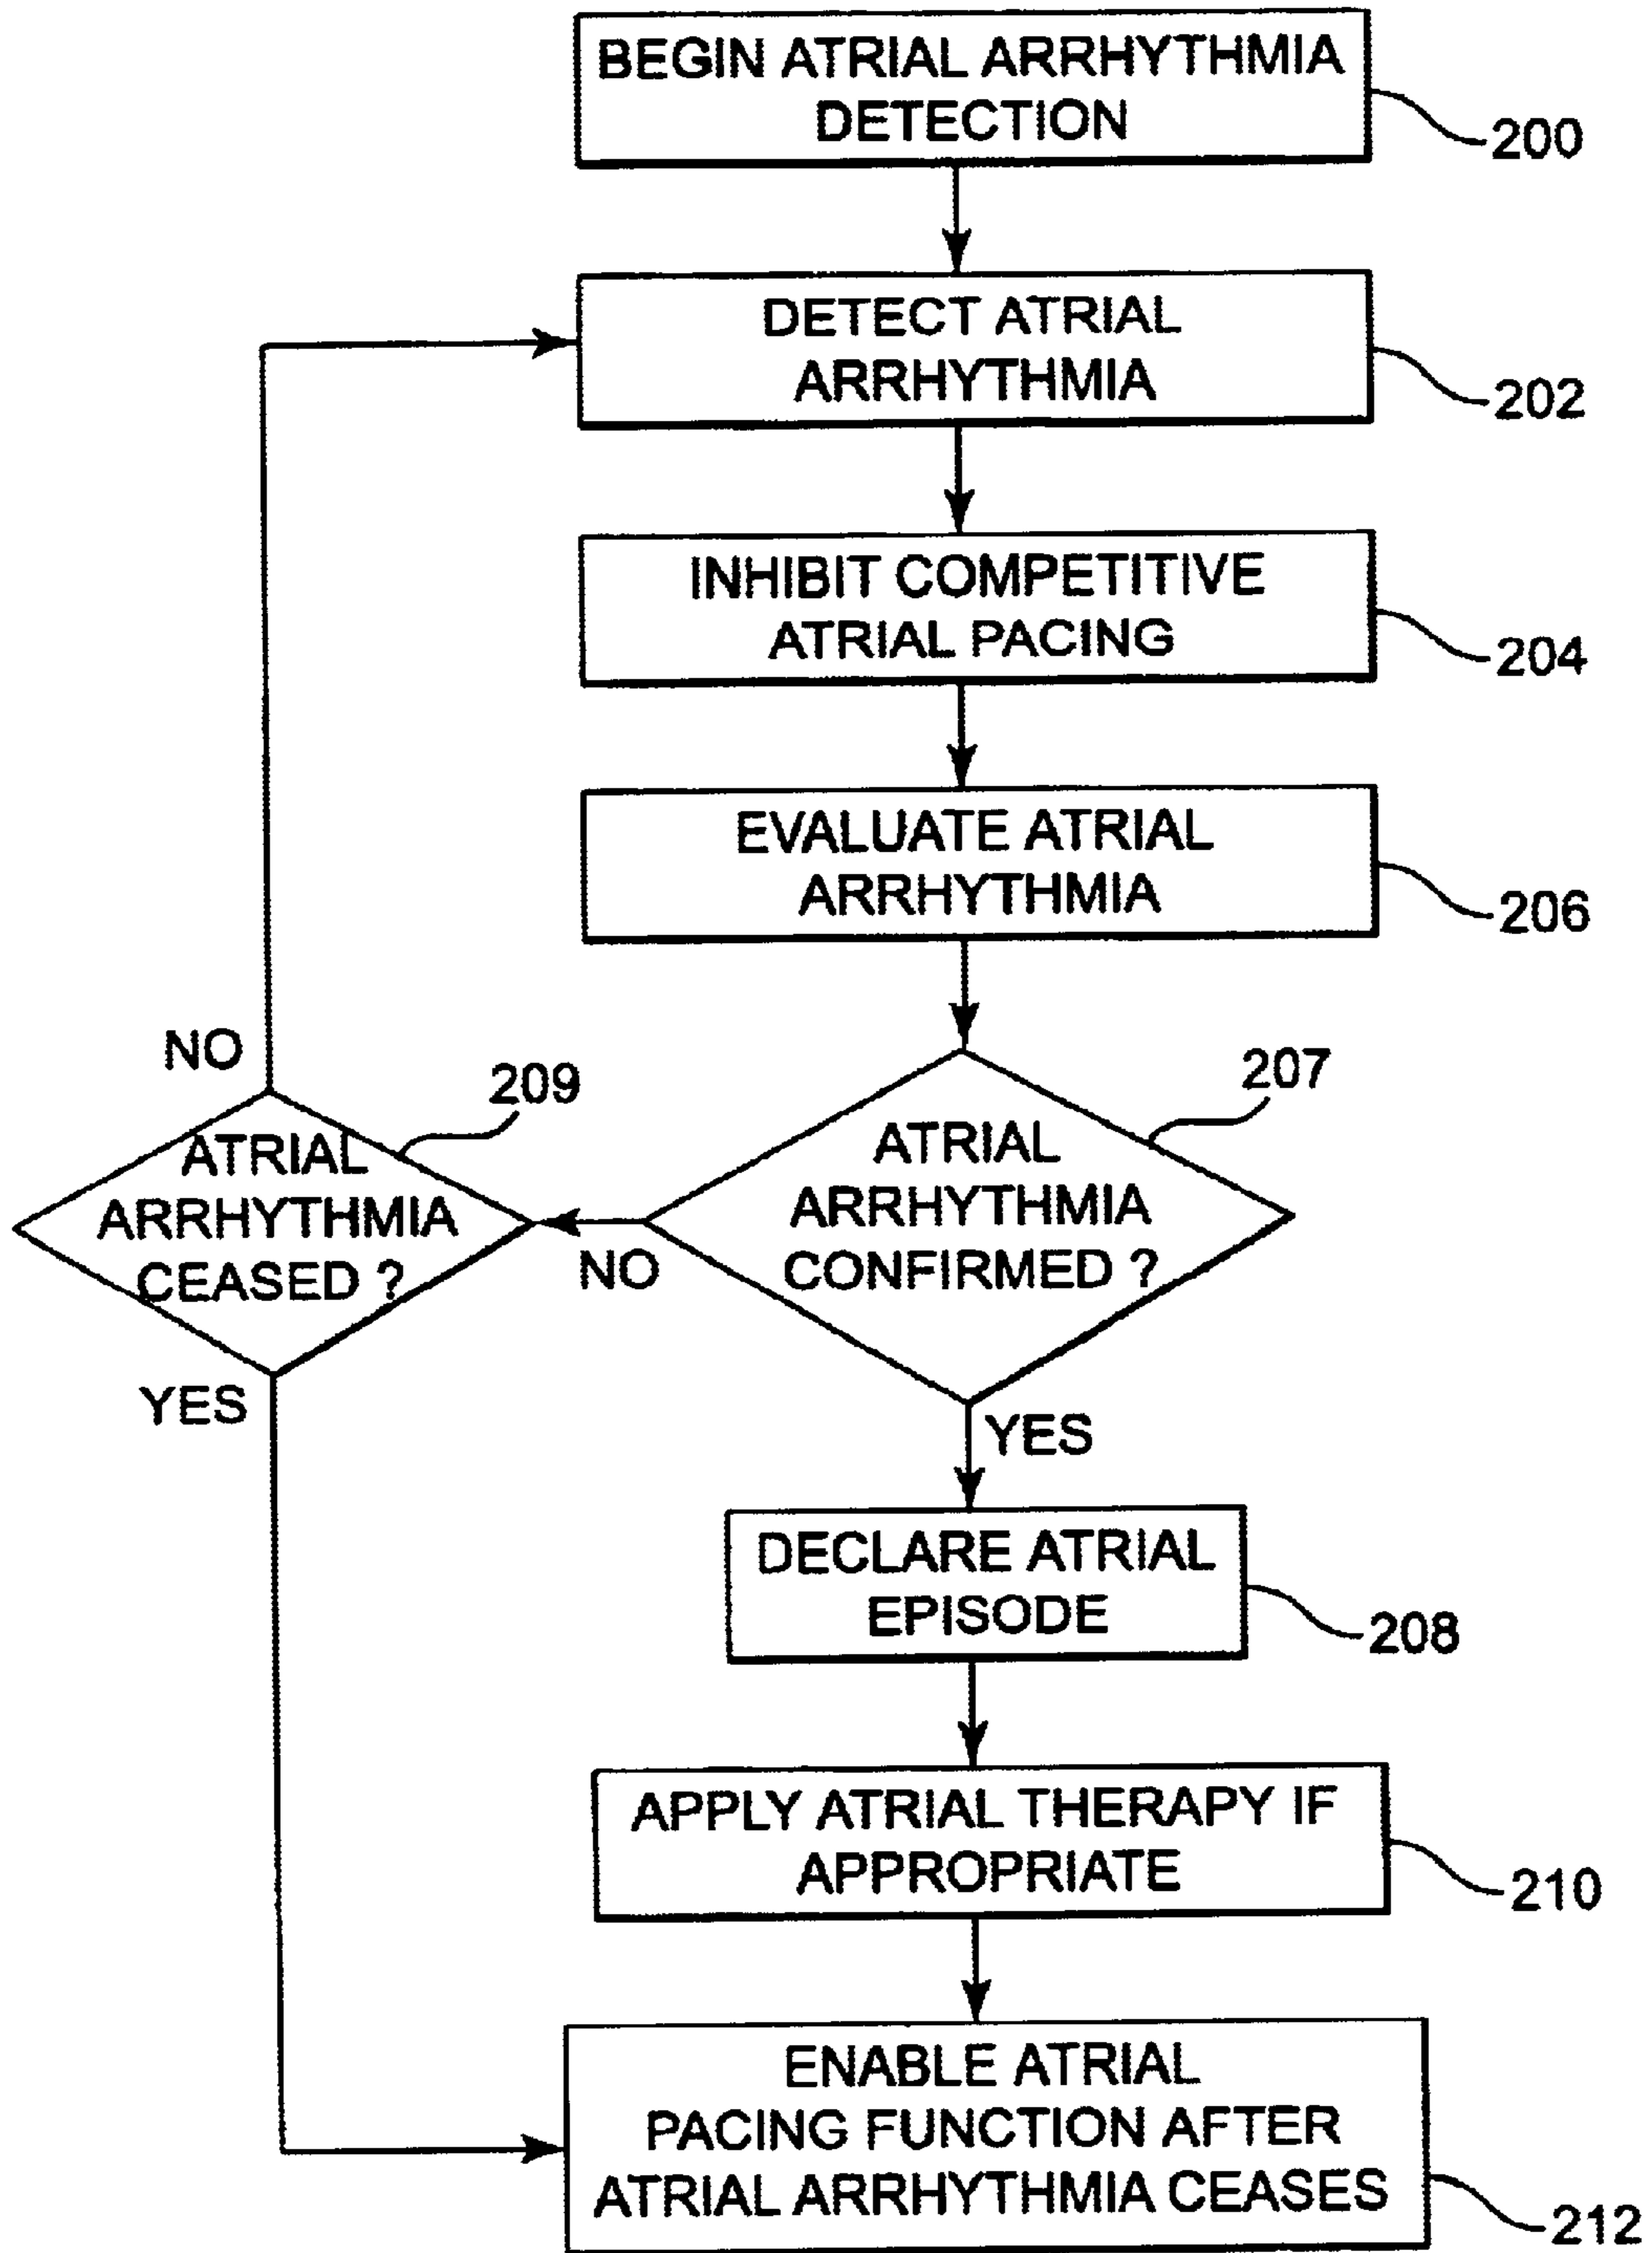 BEGIN ATRIAL ARRHYTHMIA
DETECTION
200
DETECT ATRIAL
ARRHYTHMIA
202
INHIBIT COMPETITIVE
ATRIAL PACING
204
EVALUATE ATRIAL
ARRHYTHMIA
206
NO
209
207
ATRIAL
ARRHYTHMIA
CEASED ?
NO
ATRIAL
ARRHYTHMIA
CONFIRMED ?
YES
YES
DECLARE ATRIAL
EPISODE
208
APPLY ATRIAL THERAPY IF
APPROPRIATE
210
ENABLE ATRIAL
PACING FUNCTION AFTER
ATRIAL ARRHYTHMIA CEASES
212